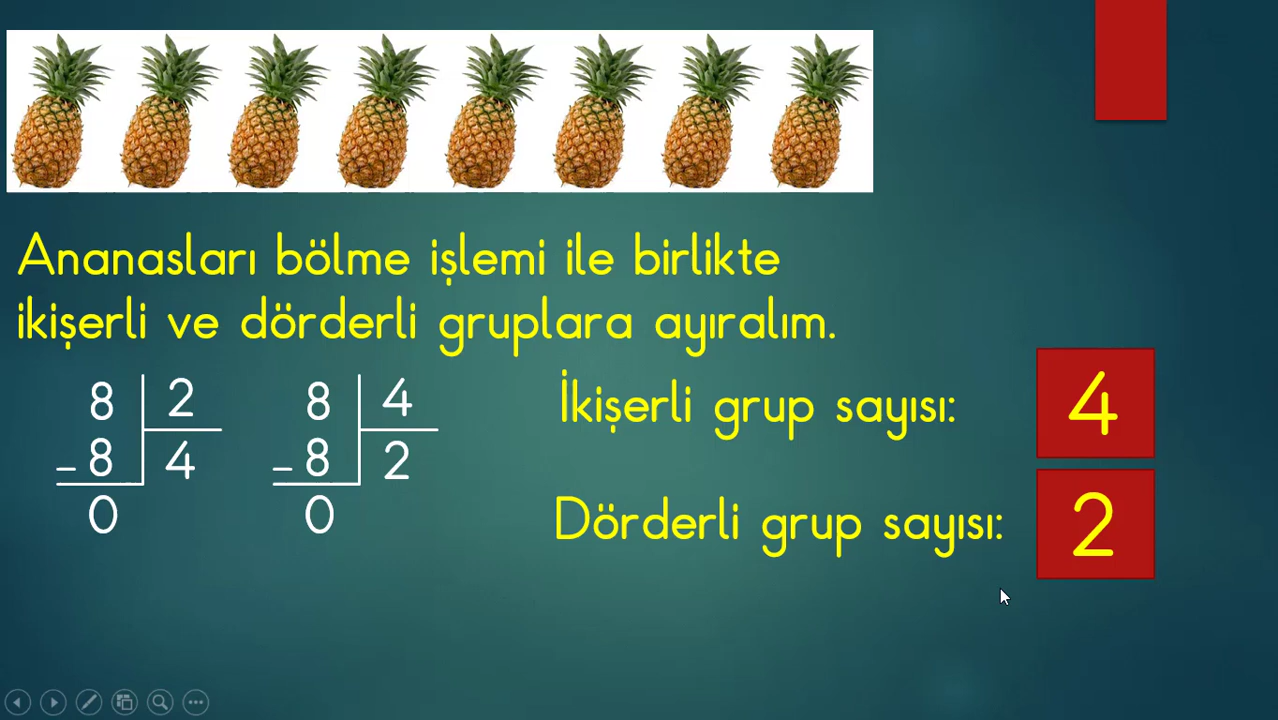 Ananasları bölme işlemi ile birlikte
ikişerli ve dörderli gruplara ayıralım.
8 2
-8 4
0
8 4
-8 2
0
İkişerli grup sayısı: 4
Dörderli grup sayısı: 2